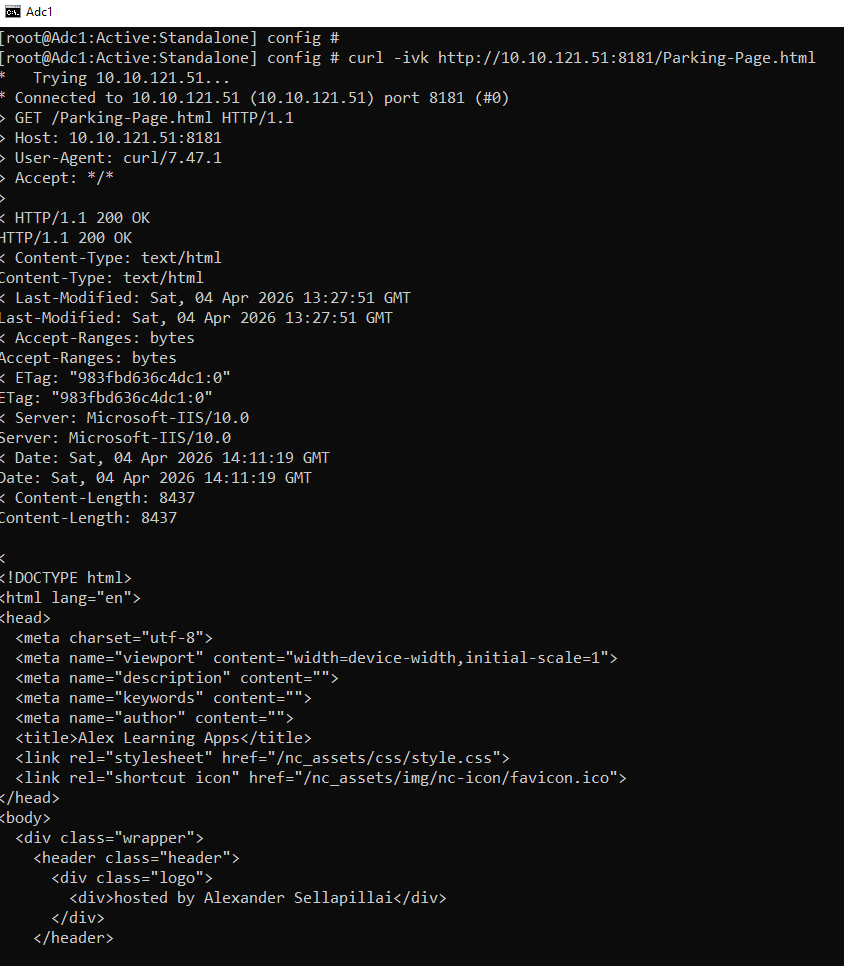 Adc1
[root@Adc1:Active:Standalone] config #
[root@Adc1:Active:Standalone] config # curl -ivk http://10.10.121.51:8181/Parking-Page.html
*   Trying 10.10.121.51...
* Connected to 10.10.121.51 (10.10.121.51) port 8181 (#0)
> GET /Parking-Page.html HTTP/1.1
> Host: 10.10.121.51:8181
> User-Agent: curl/7.47.1
> Accept: */*
>
< HTTP/1.1 200 OK
HTTP/1.1 200 OK
< Content-Type: text/html
Content-Type: text/html
< Last-Modified: Sat, 04 Apr 2026 13:27:51 GMT
Last-Modified: Sat, 04 Apr 2026 13:27:51 GMT
< Accept-Ranges: bytes
Accept-Ranges: bytes
< ETag: "983fbd636c4dc1:0"
ETag: "983fbd636c4dc1:0"
< Server: Microsoft-IIS/10.0
Server: Microsoft-IIS/10.0
< Date: Sat, 04 Apr 2026 14:11:19 GMT
Date: Sat, 04 Apr 2026 14:11:19 GMT
< Content-Length: 8437
Content-Length: 8437

<
<!DOCTYPE html>
<html lang="en">
<head>
  <meta charset="utf-8">
  <meta name="viewport" content="width=device-width,initial-scale=1">
  <meta name="description" content="">
  <meta name="keywords" content="">
  <meta name="author" content="">
  <title>Alex Learning Apps</title>
  <link rel="stylesheet" href="/nc_assets/css/style.css">
  <link rel="shortcut icon" href="/nc_assets/img/nc-icon/favicon.ico">
</head>
<body>
  <div class="wrapper">
    <header class="header">
      <div class="logo">
        <div>hosted by Alexander Sellapillai</div>
      </div>
    </header>